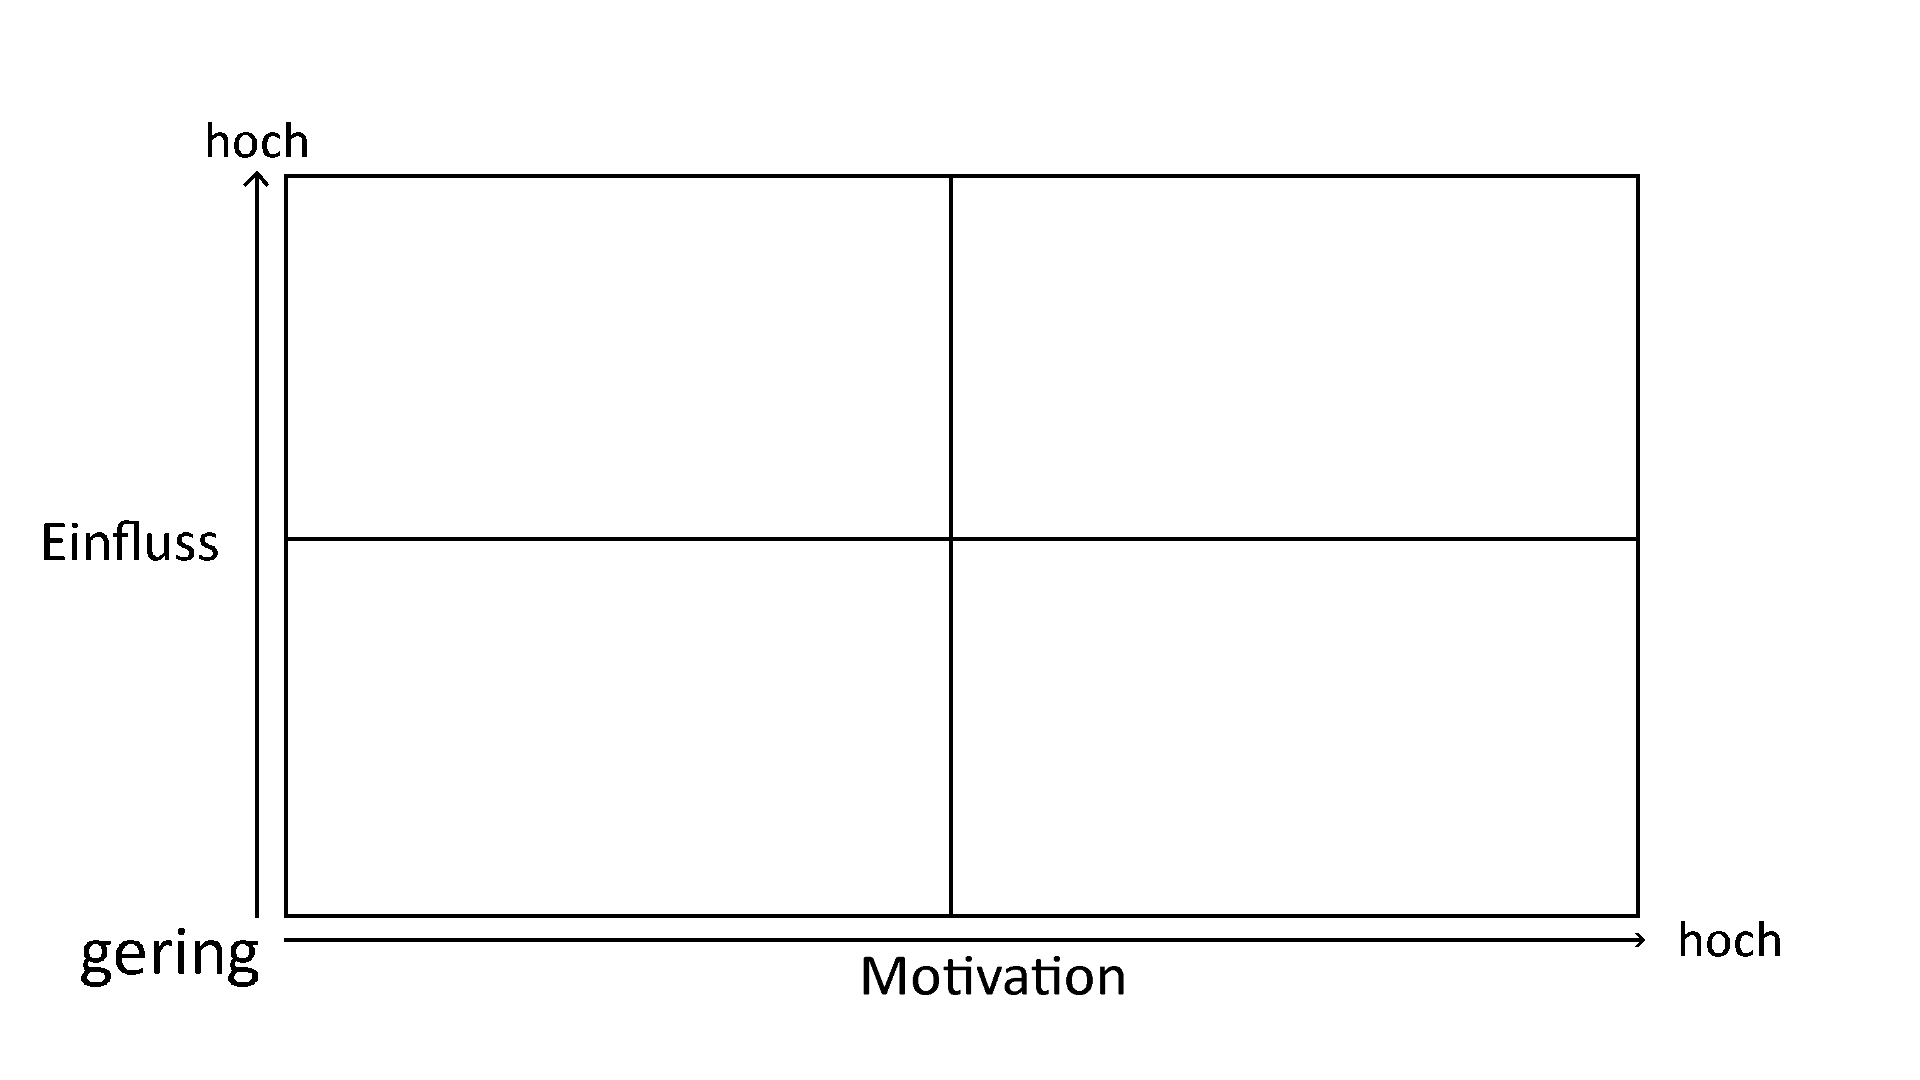 hoch
Einfluss
gering
hoch
Motivation